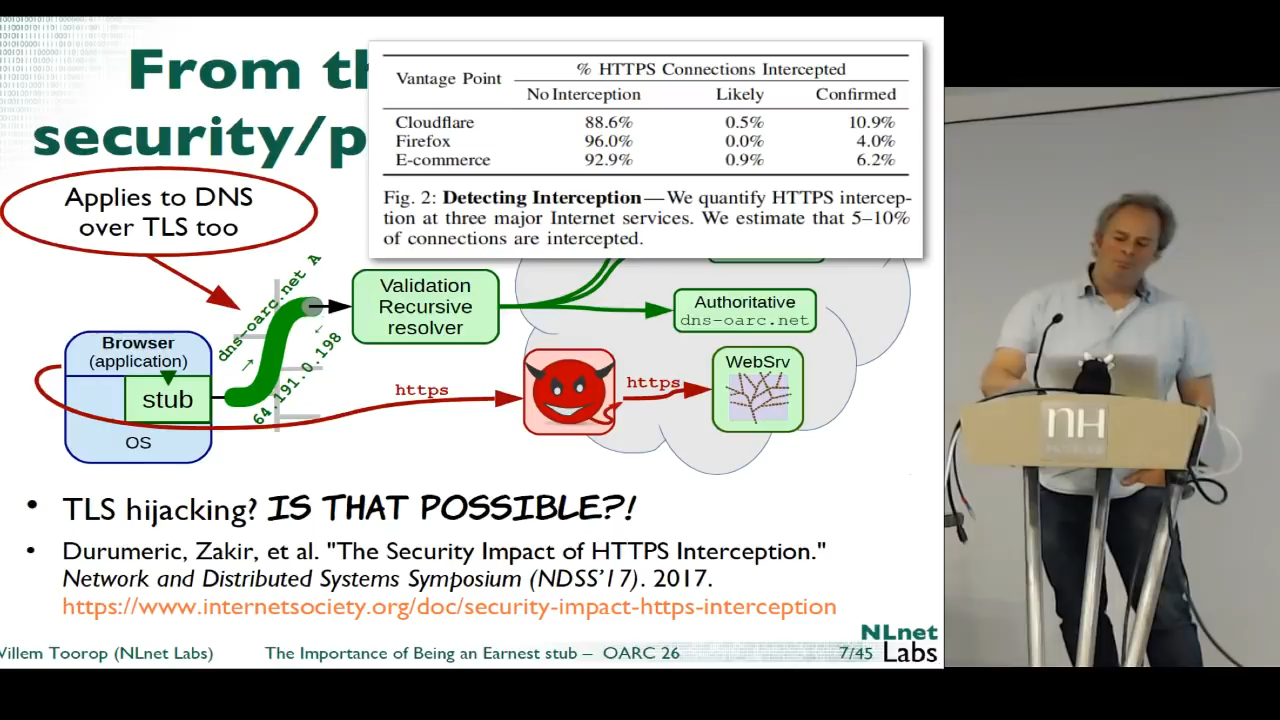 From th
security/p
Vantage Point
% HTTPS Connections Intercepted
No Interception Likely Confirmed
Cloudflare 88.6% 0.5% 10.9%
Firefox 96.0% 0.0% 4.0%
E-commerce 92.9% 0.9% 6.2%
Fig. 2: Detecting Interception—We quantify HTTPS intercep-
tion at three major Internet services. We estimate that 5–10%
of connections are intercepted.
Applies to DNS
over TLS too
dns-oarc.net A
64.191.0.198
Validation
Recursive
resolver
Authoritative
dns-oarc.net
Browser
(application)
stub
OS
https
https
WebSrv
• TLS hijacking? IS THAT POSSIBLE?!
• Durumeric, Zakir, et al. "The Security Impact of HTTPS Interception."
Network and Distributed Systems Symposium (NDSS'17). 2017.
https://www.internetsociety.org/doc/security-impact-https-interception
Willem Toorop (NLnet Labs) The Importance of Being an Earnest stub – OARC 26 7/45
NLnet
Labs
NH